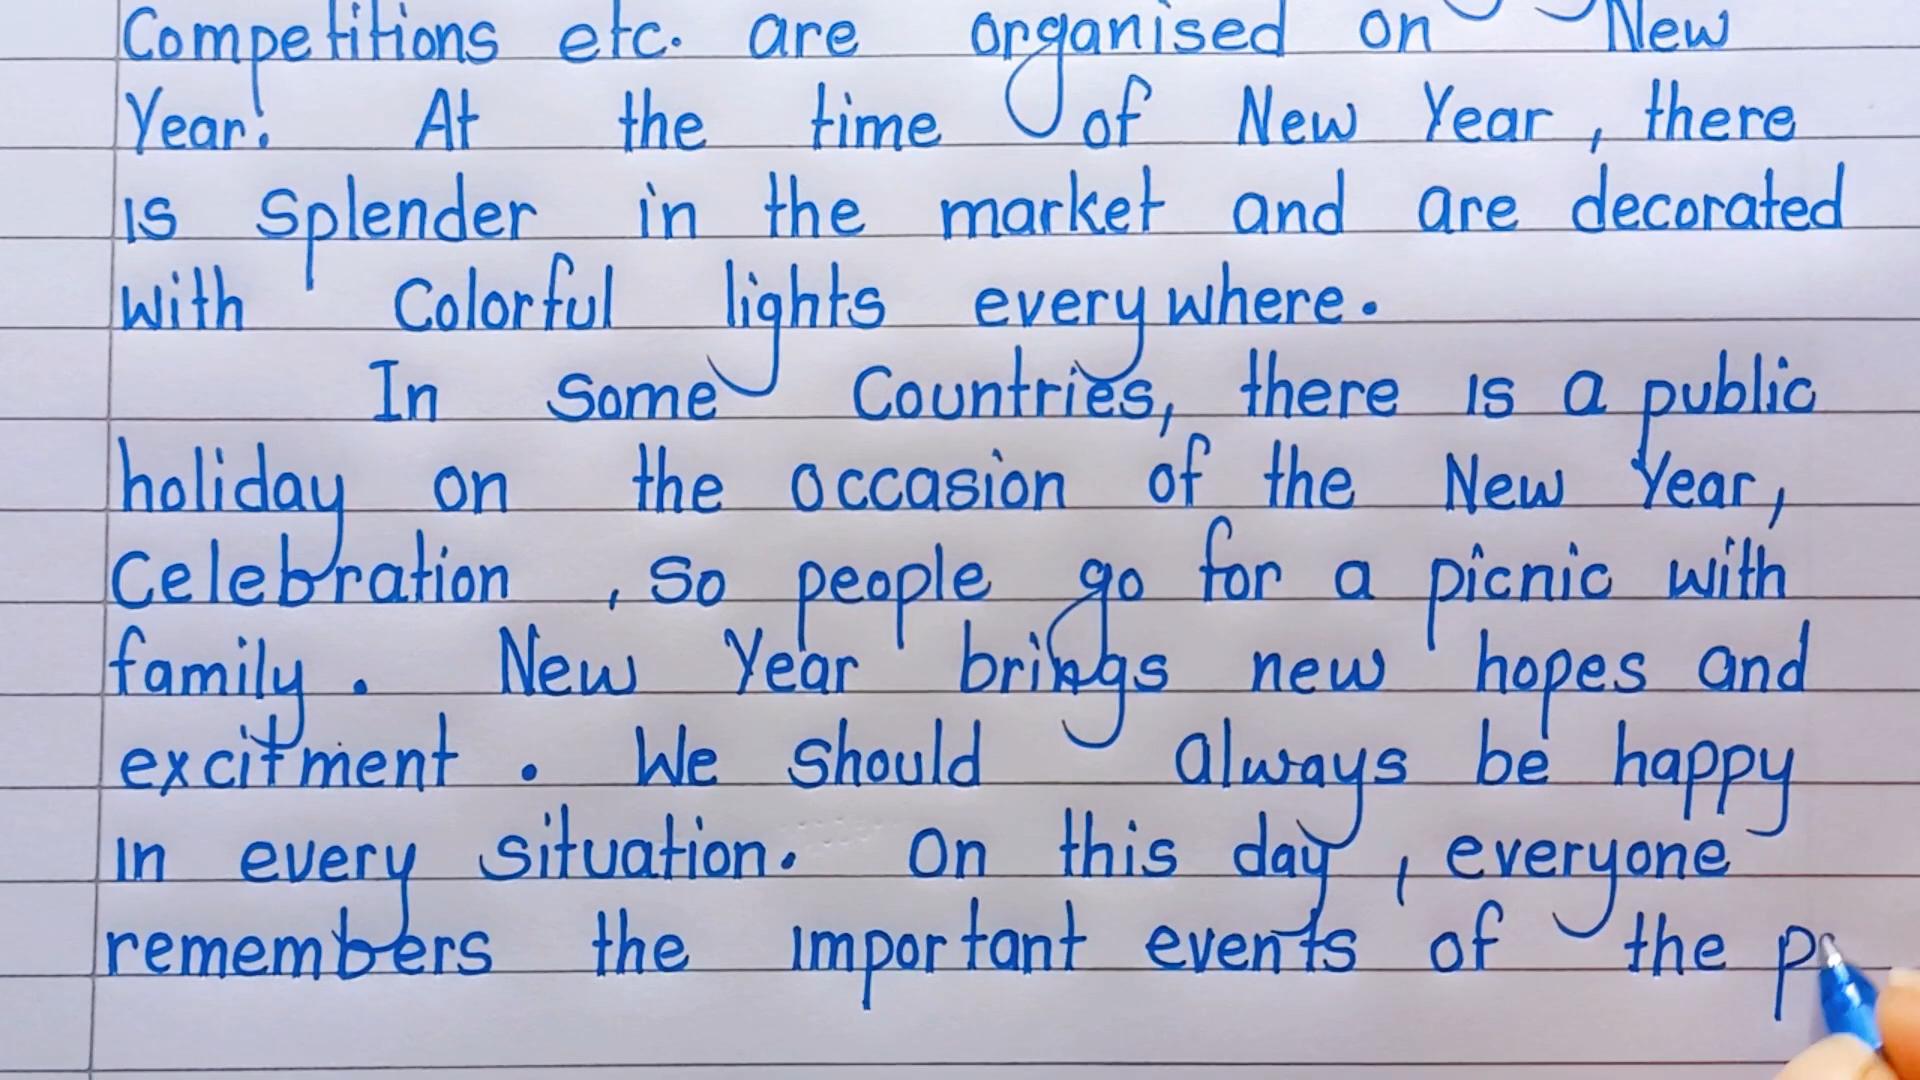 Competitions etc. are organised on New
Year. At the time of New Year, there
is splender in the market and are decorated
with colorful lights everywhere.
In some countries, there is a public
holiday on the occasion of the New Year,
Celebration , so people go for a picnic with
family . New Year brings new hopes and
excitment . We should always be happy
in every situation. On this day , everyone
remembers the important events of the